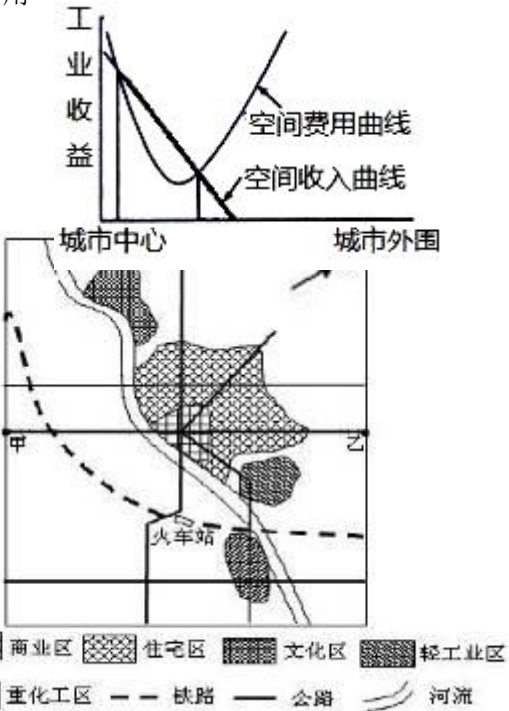 工
业
收
益
空间费用曲线
空间收入曲线
城市中心 城市外围
甲 乙
火车站
商业区 住宅区 文化区 轻工业区
重化工区 铁路 公路 河流